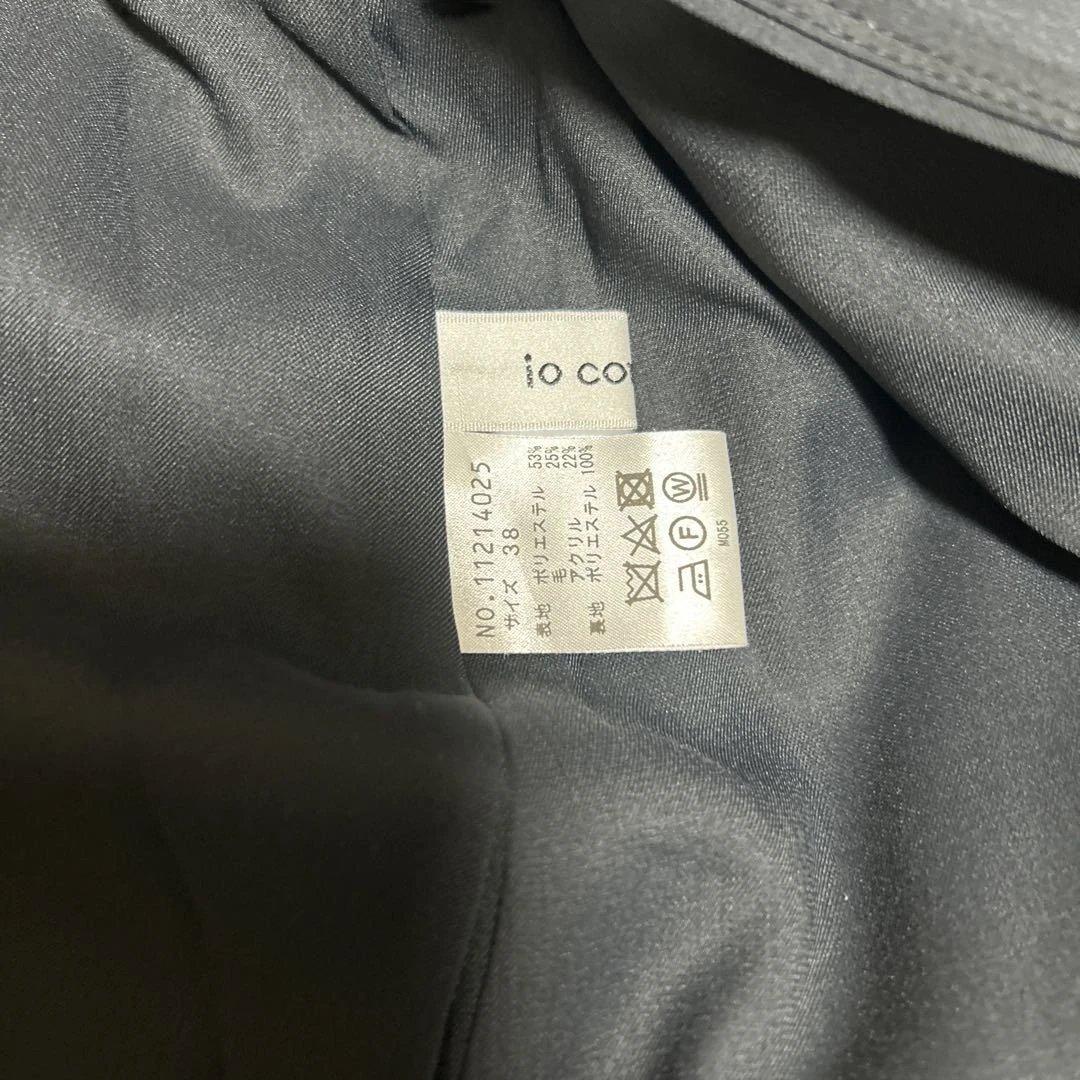 io co
NO.11214025
サイズ 38
表地 ポリエステル 53%
毛 25%
アクリル 22%
裏地 ポリエステル 100%
F W
M055